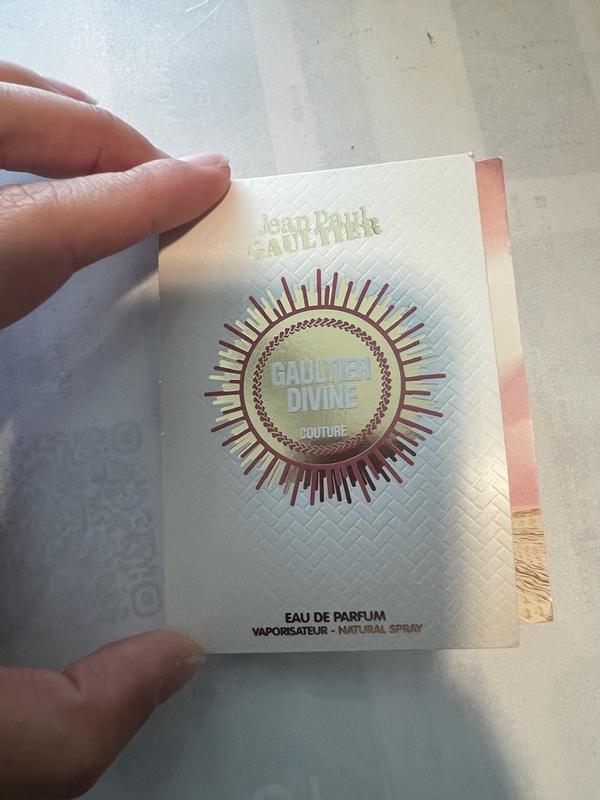 Jean Paul
GAULTIER
GAULTIER
DIVINE
COUTURE
EAU DE PARFUM
VAPORISATEUR - NATURAL SPRAY